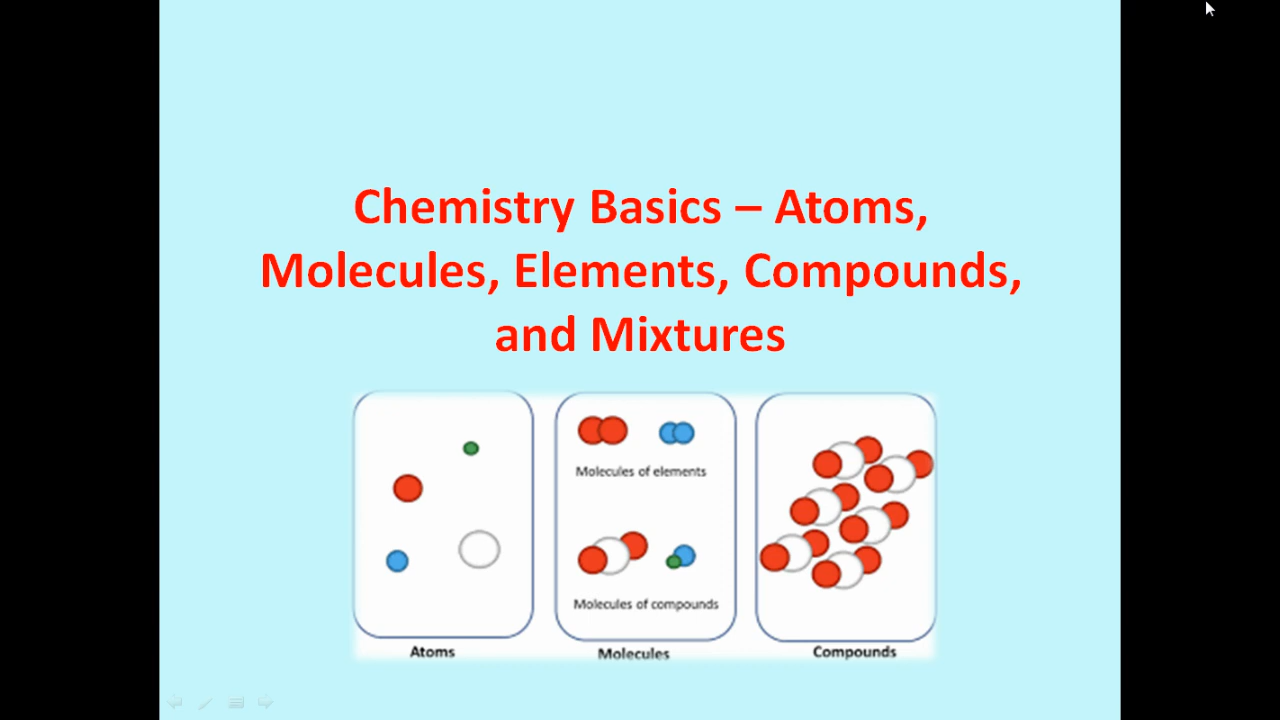 Chemistry Basics – Atoms,
Molecules, Elements, Compounds,
and Mixtures
Molecules of elements
Molecules of compounds
Atoms
Molecules
Compounds